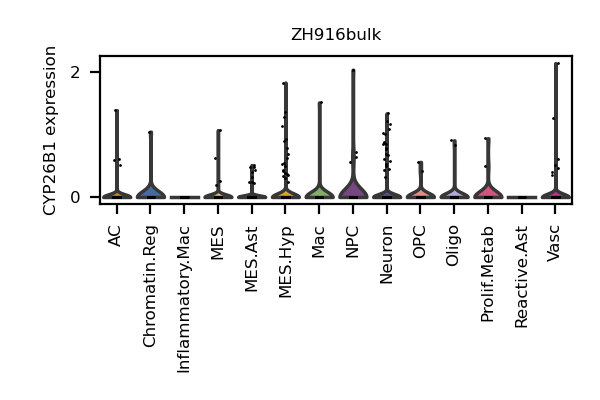 ZH916bulk
CYP26B1 expression
2
0
AC
Chromatin.Reg
Inflammatory.Mac
MES
MES.Ast
MES.Hyp
Mac
NPC
Neuron
OPC
Oligo
Prolif.Metab
Reactive.Ast
Vasc